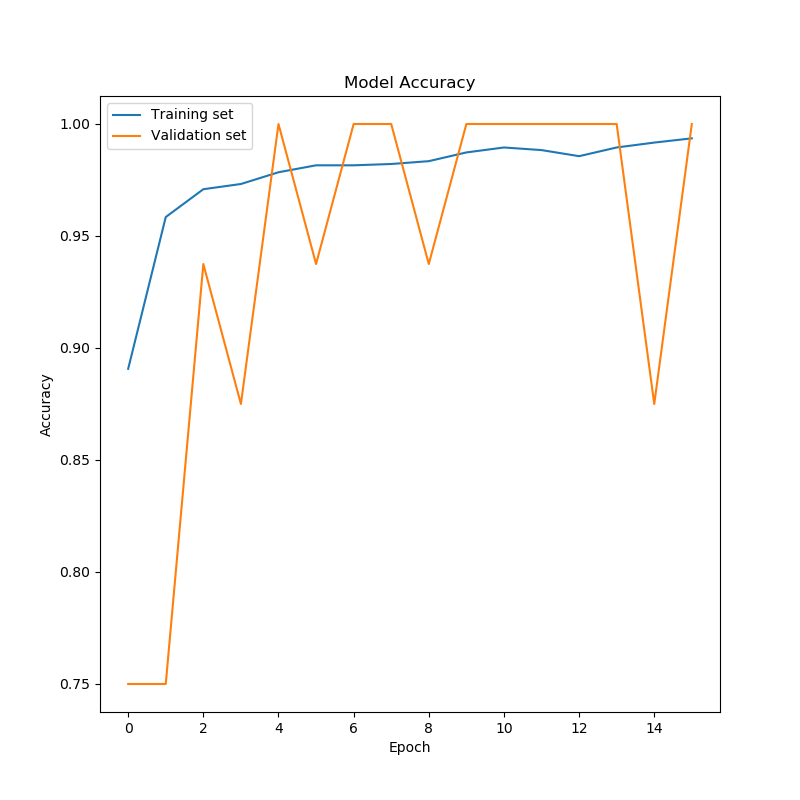 Model Accuracy
Training set
Validation set
1.00
0.95
0.90
0.85
0.80
0.75
Accuracy
0 2 4 6 8 10 12 14
Epoch